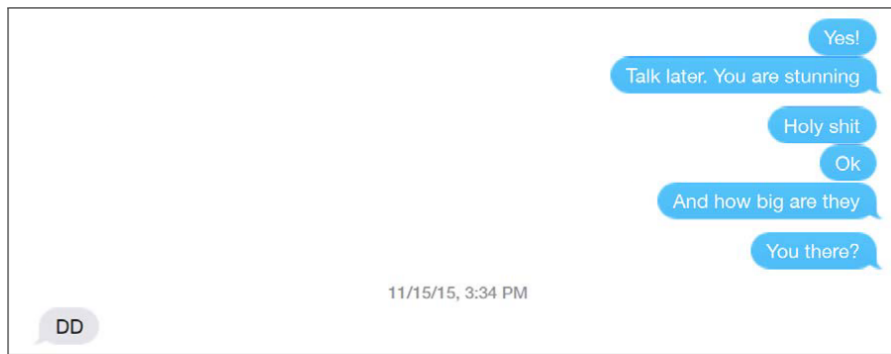 Yes!
Talk later. You are stunning
Holy shit
Ok
And how big are they
You there?
11/15/15, 3:34 PM
DD